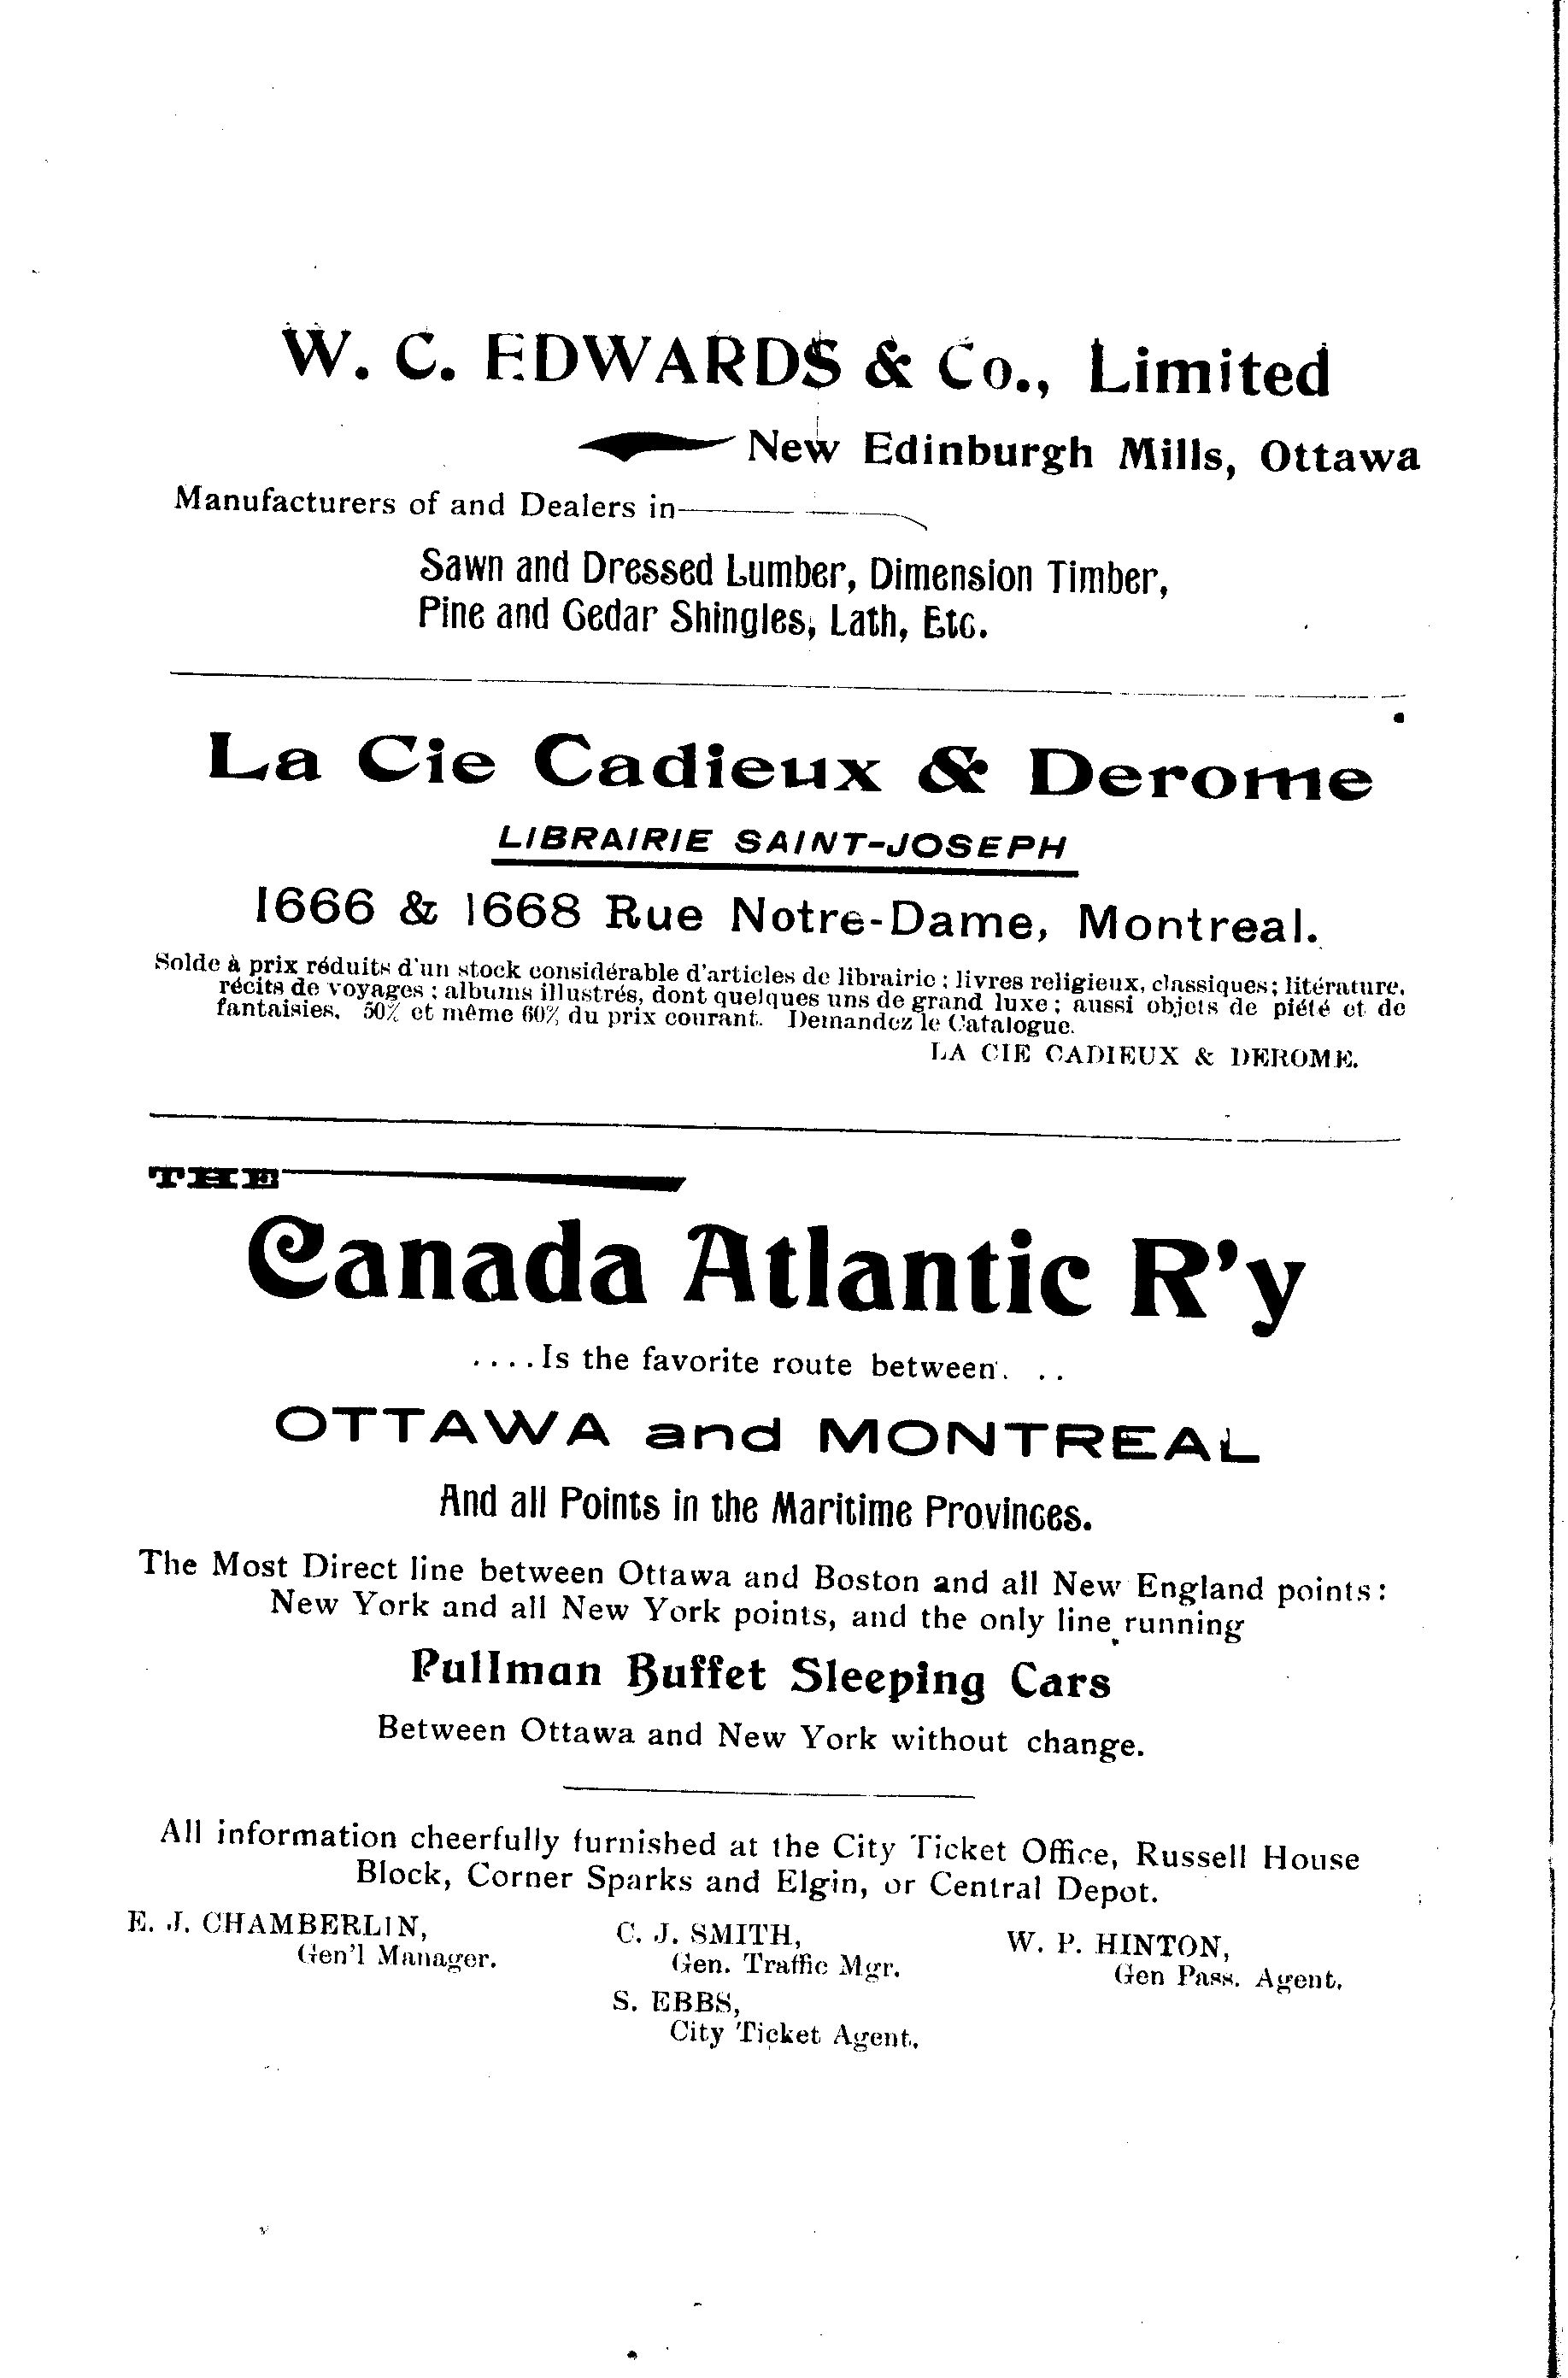 W. C. EDWARDS & Co., Limited
New Edinburgh Mills, Ottawa
Manufacturers of and Dealers in
Sawn and Dressed Lumber, Dimension Timber,
Pine and Cedar Shingles, Lath, Etc.
La Cie Cadieux & Derome
LIBRAIRIE SAINT-JOSEPH
1666 & 1668 Rue Notre-Dame, Montreal.
Solde à prix réduits d'un stock considérable d'articles de librairie ; livres religieux, classiques; litérature,
récits de voyages ; albums illustrés, dont quelques uns de grand luxe ; aussi objets de piété et de
fantaisies. 50% et même 60% du prix courant. Demandez le Catalogue.
LA CIE CADIEUX & DEROME.
THE
Canada Atlantic R'y
....Is the favorite route between. ..
OTTAWA and MONTREAL
And all Points in the Maritime Provinces.
The Most Direct line between Ottawa and Boston and all New England points:
New York and all New York points, and the only line running
Pullman Buffet Sleeping Cars
Between Ottawa and New York without change.
All information cheerfully furnished at the City Ticket Office, Russell House
Block, Corner Sparks and Elgin, or Central Depot.
E. J. CHAMBERLIN,
Gen'l Manager.
C. J. SMITH,
Gen. Traffic Mgr.
W. P. HINTON,
Gen Pass. Agent.
S. EBBS,
City Ticket Agent.